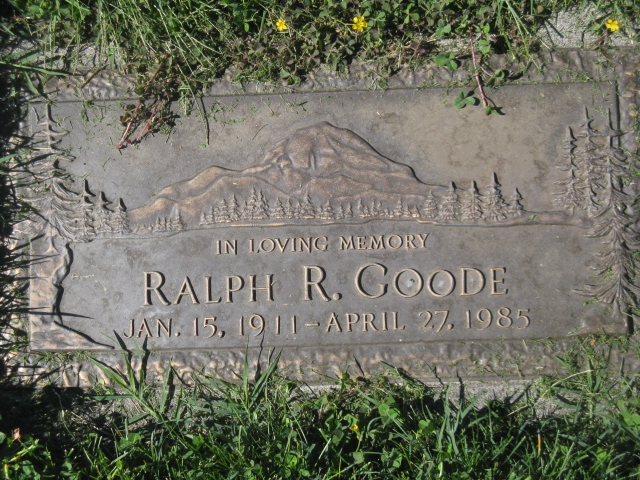 IN LOVING MEMORY
RALPH R. GOODE
JAN. 15, 1911 – APRIL 27, 1985